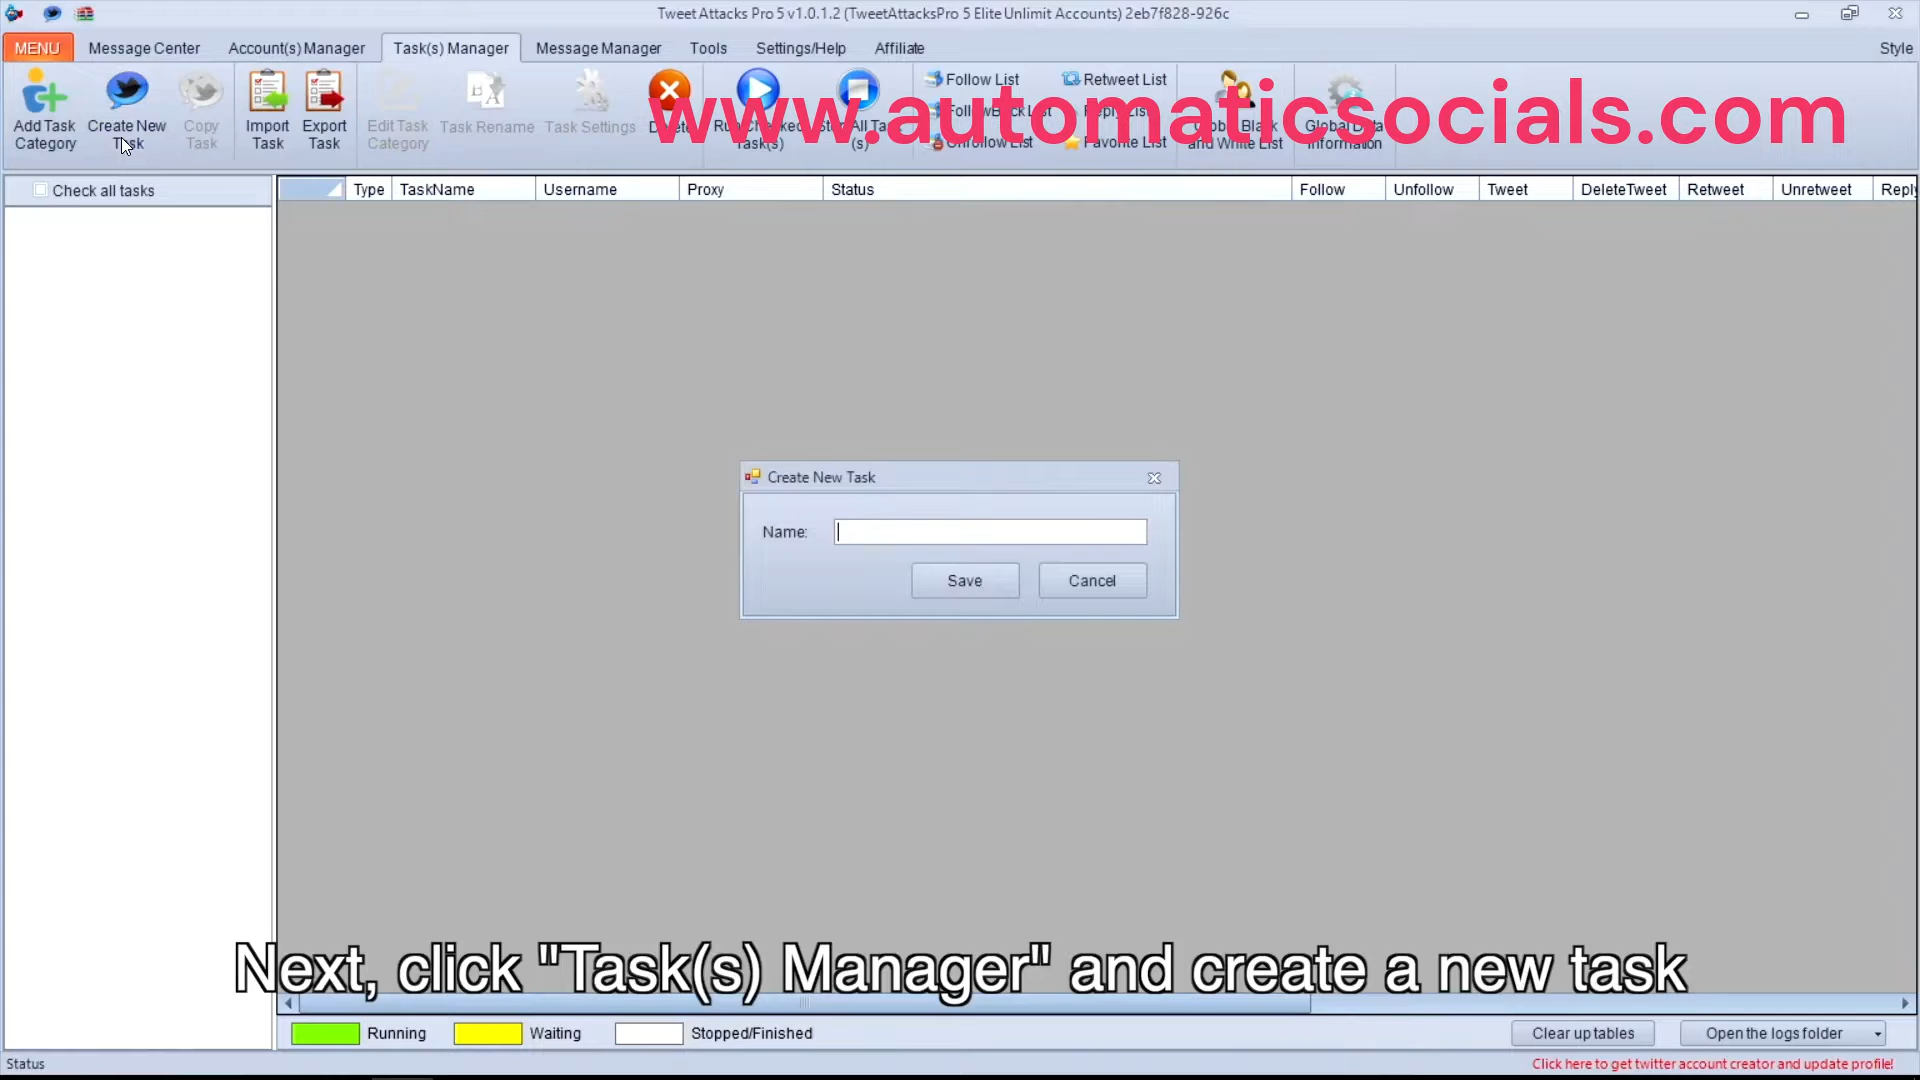 Tweet Attacks Pro 5 v1.0.1.2 (TweetAttacksPro 5 Elite Unlimit Accounts) 2eb7f828-926c
MENU Message Center Account(s) Manager Task(s) Manager Message Manager Tools Settings/Help Affiliate Style
Add Task Category
Create New Task
Copy Task
Import Task
Export Task
Edit Task Category
Task Rename
Task Settings
Follow List
Retweet List
Favorite List
www.automaticsocials.com
Check all tasks
Type TaskName Username Proxy Status Follow Unfollow Tweet DeleteTweet Retweet Unretweet Reply
Create New Task
Name:
Save Cancel
Next, click "Task(s) Manager" and create a new task
Running Waiting Stopped/Finished Clear up tables Open the logs folder
Status Click here to get twitter account creator and update profile!